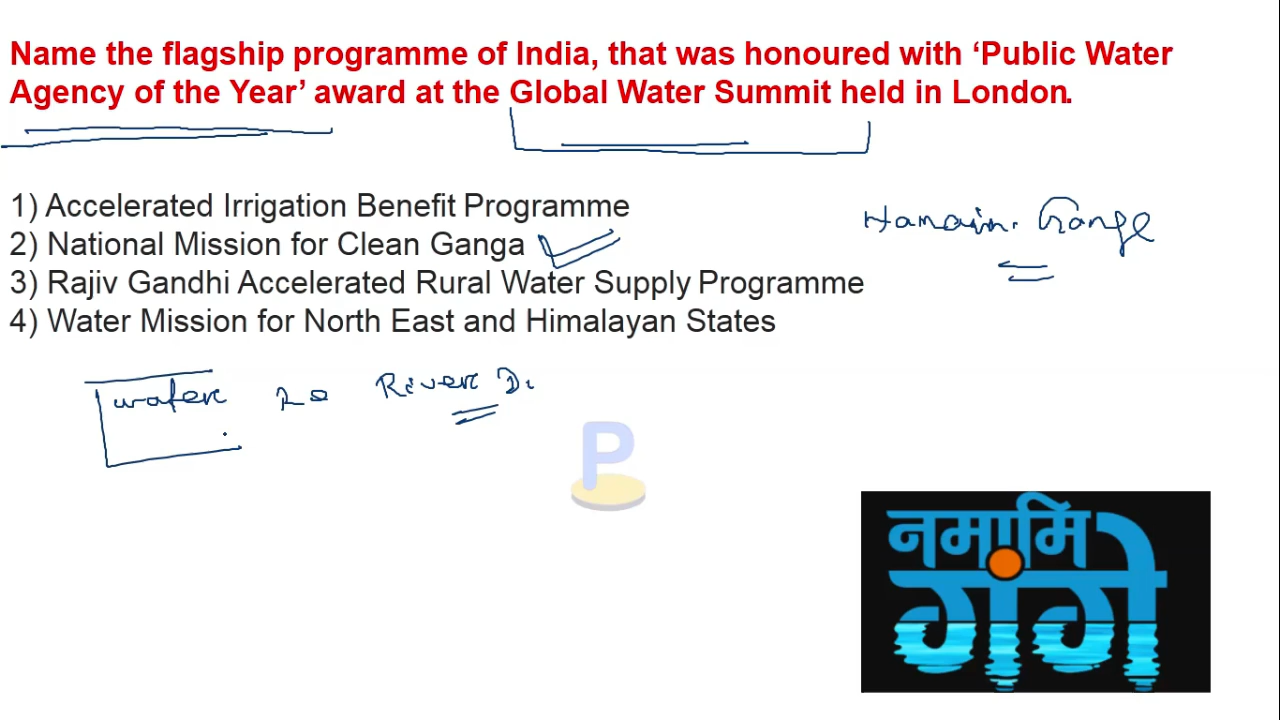 Name the flagship programme of India, that was honoured with ‘Public Water
Agency of the Year’ award at the Global Water Summit held in London.
1) Accelerated Irrigation Benefit Programme
2) National Mission for Clean Ganga
3) Rajiv Gandhi Accelerated Rural Water Supply Programme
4) Water Mission for North East and Himalayan States
Gange
water River
P
नमामि
गंगे